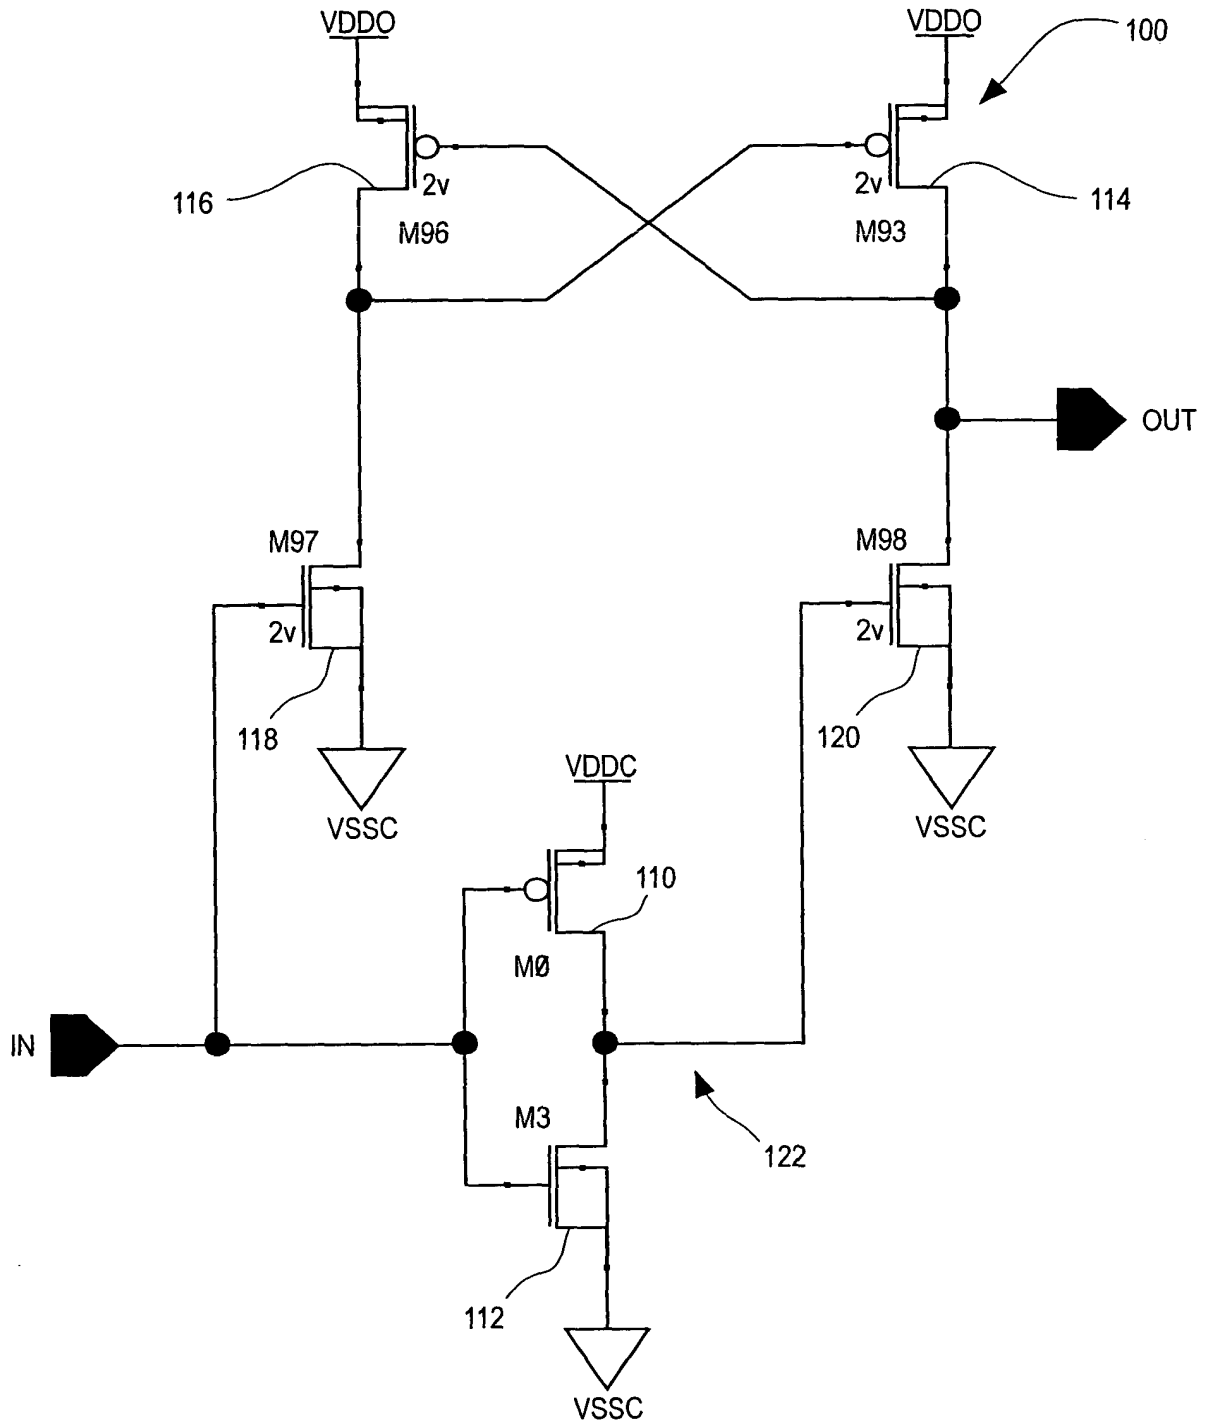 VDDO
VDDO
100
116
2v
2v
114
M96
M93
OUT
M97
M98
2v
2v
118
120
VDDC
VSSC
VSSC
110
MØ
IN
M3
122
112
VSSC